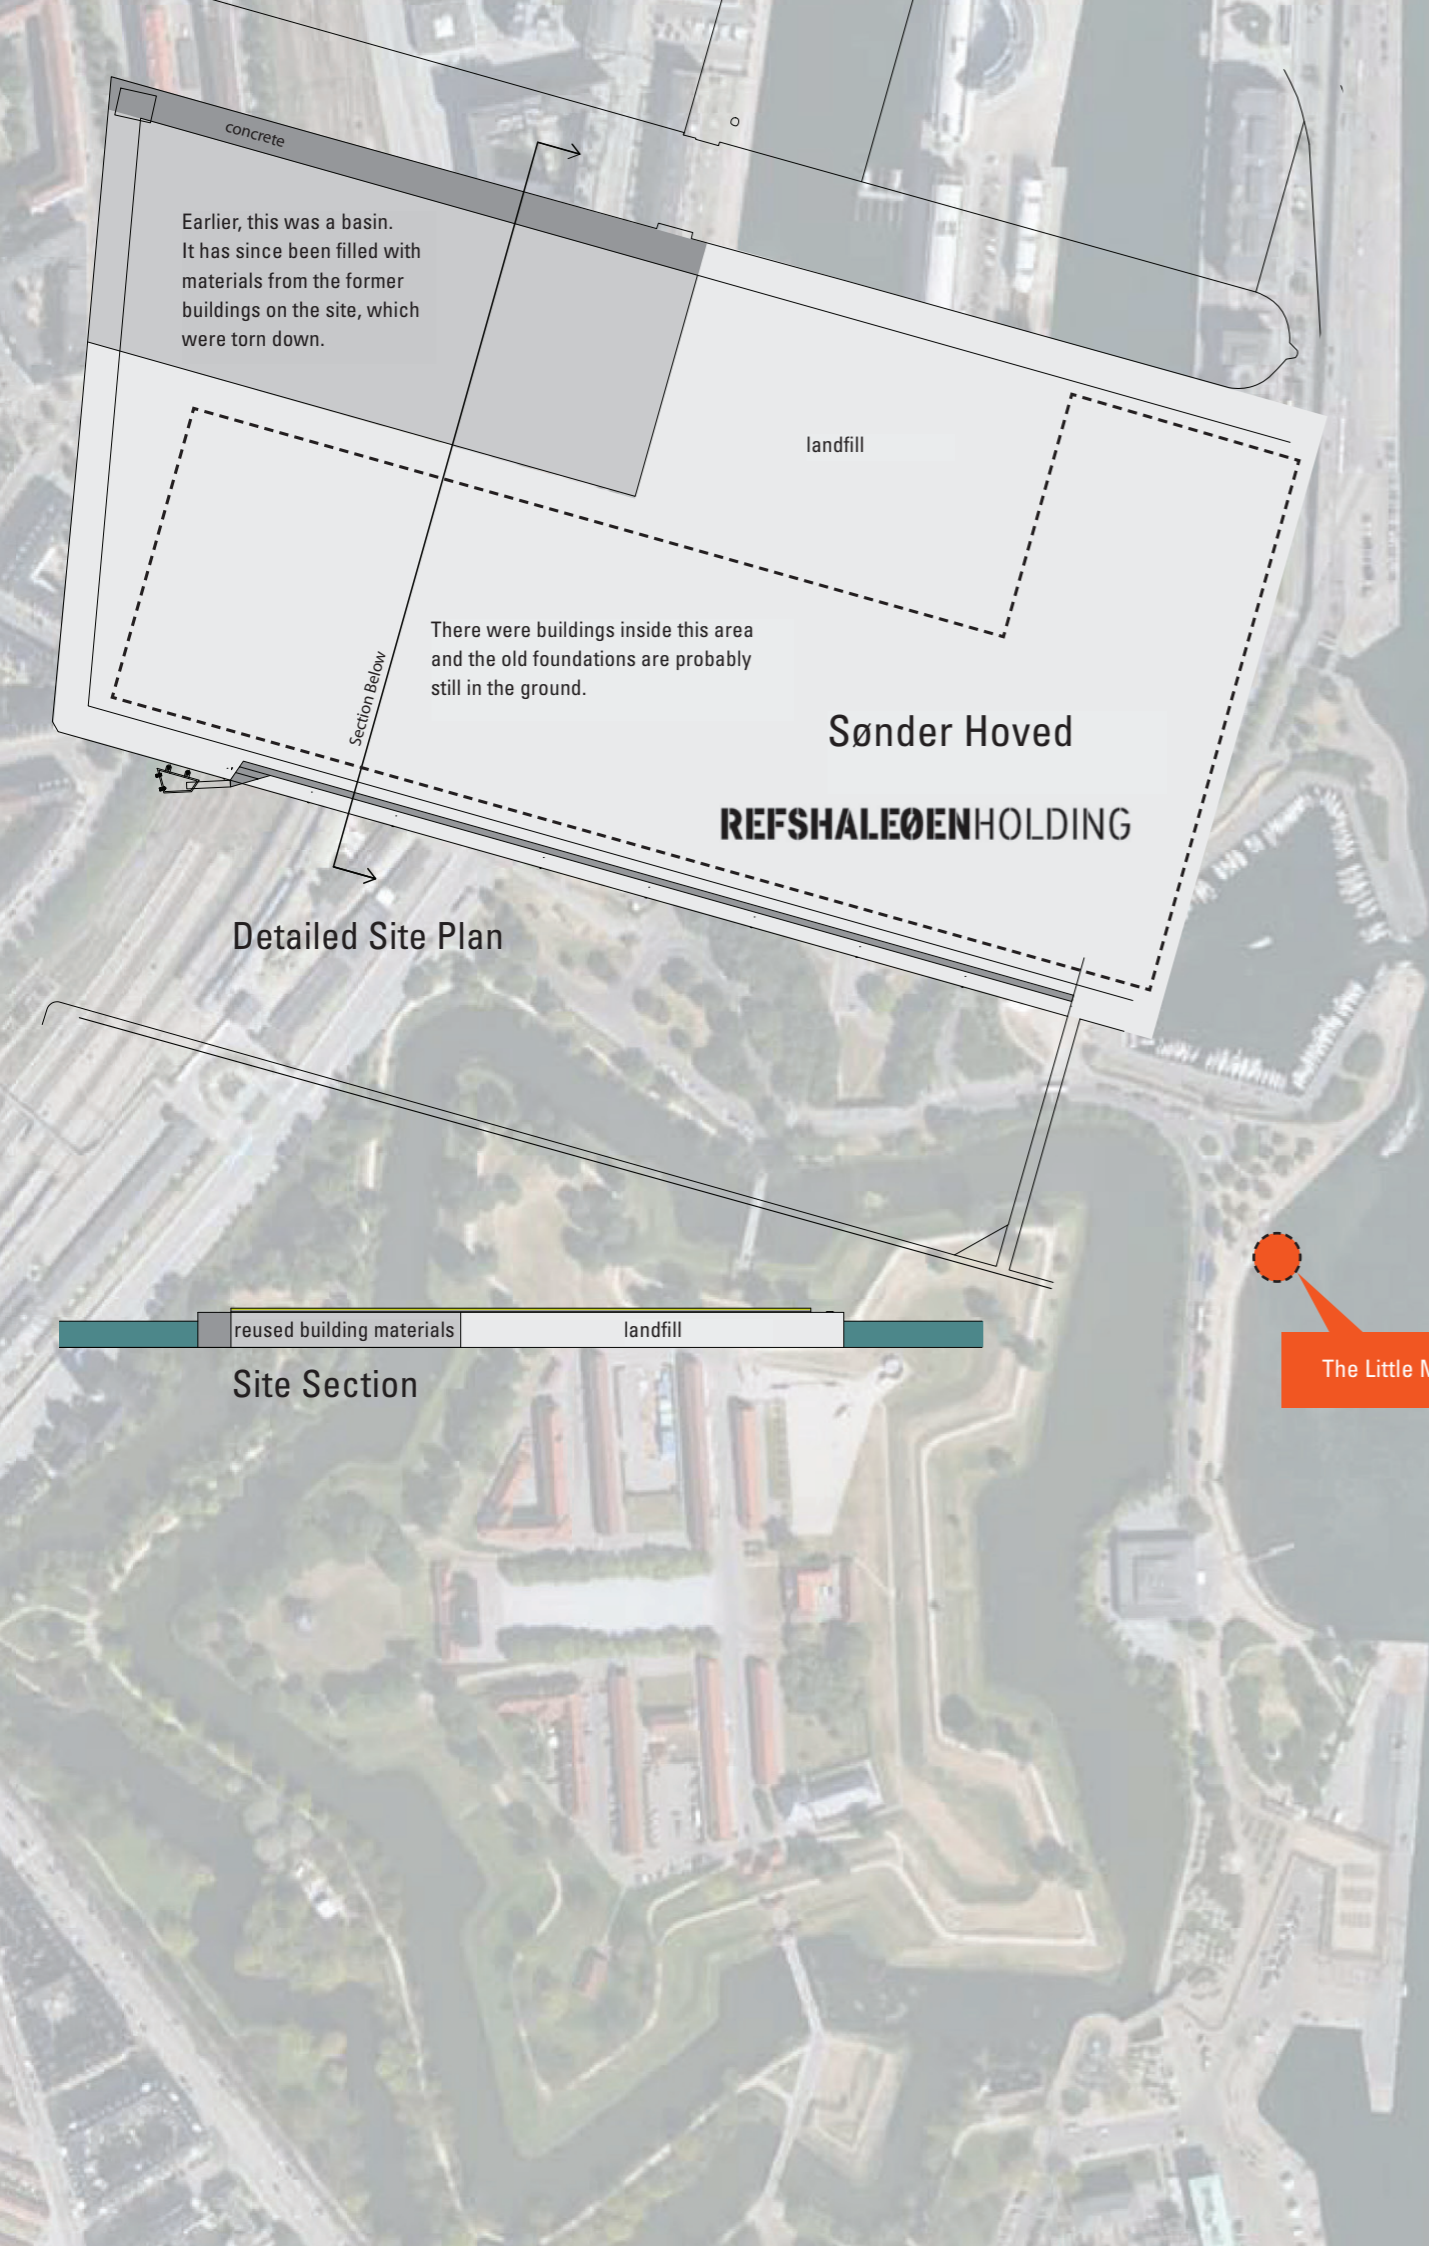 concrete
Earlier, this was a basin.
It has since been filled with
materials from the former
buildings on the site, which
were torn down.
landfill
There were buildings inside this area
and the old foundations are probably
still in the ground.
Section Below
Sønder Hoved
REFSHALEØENHOLDING
Detailed Site Plan
reused building materials
landfill
Site Section
The Little